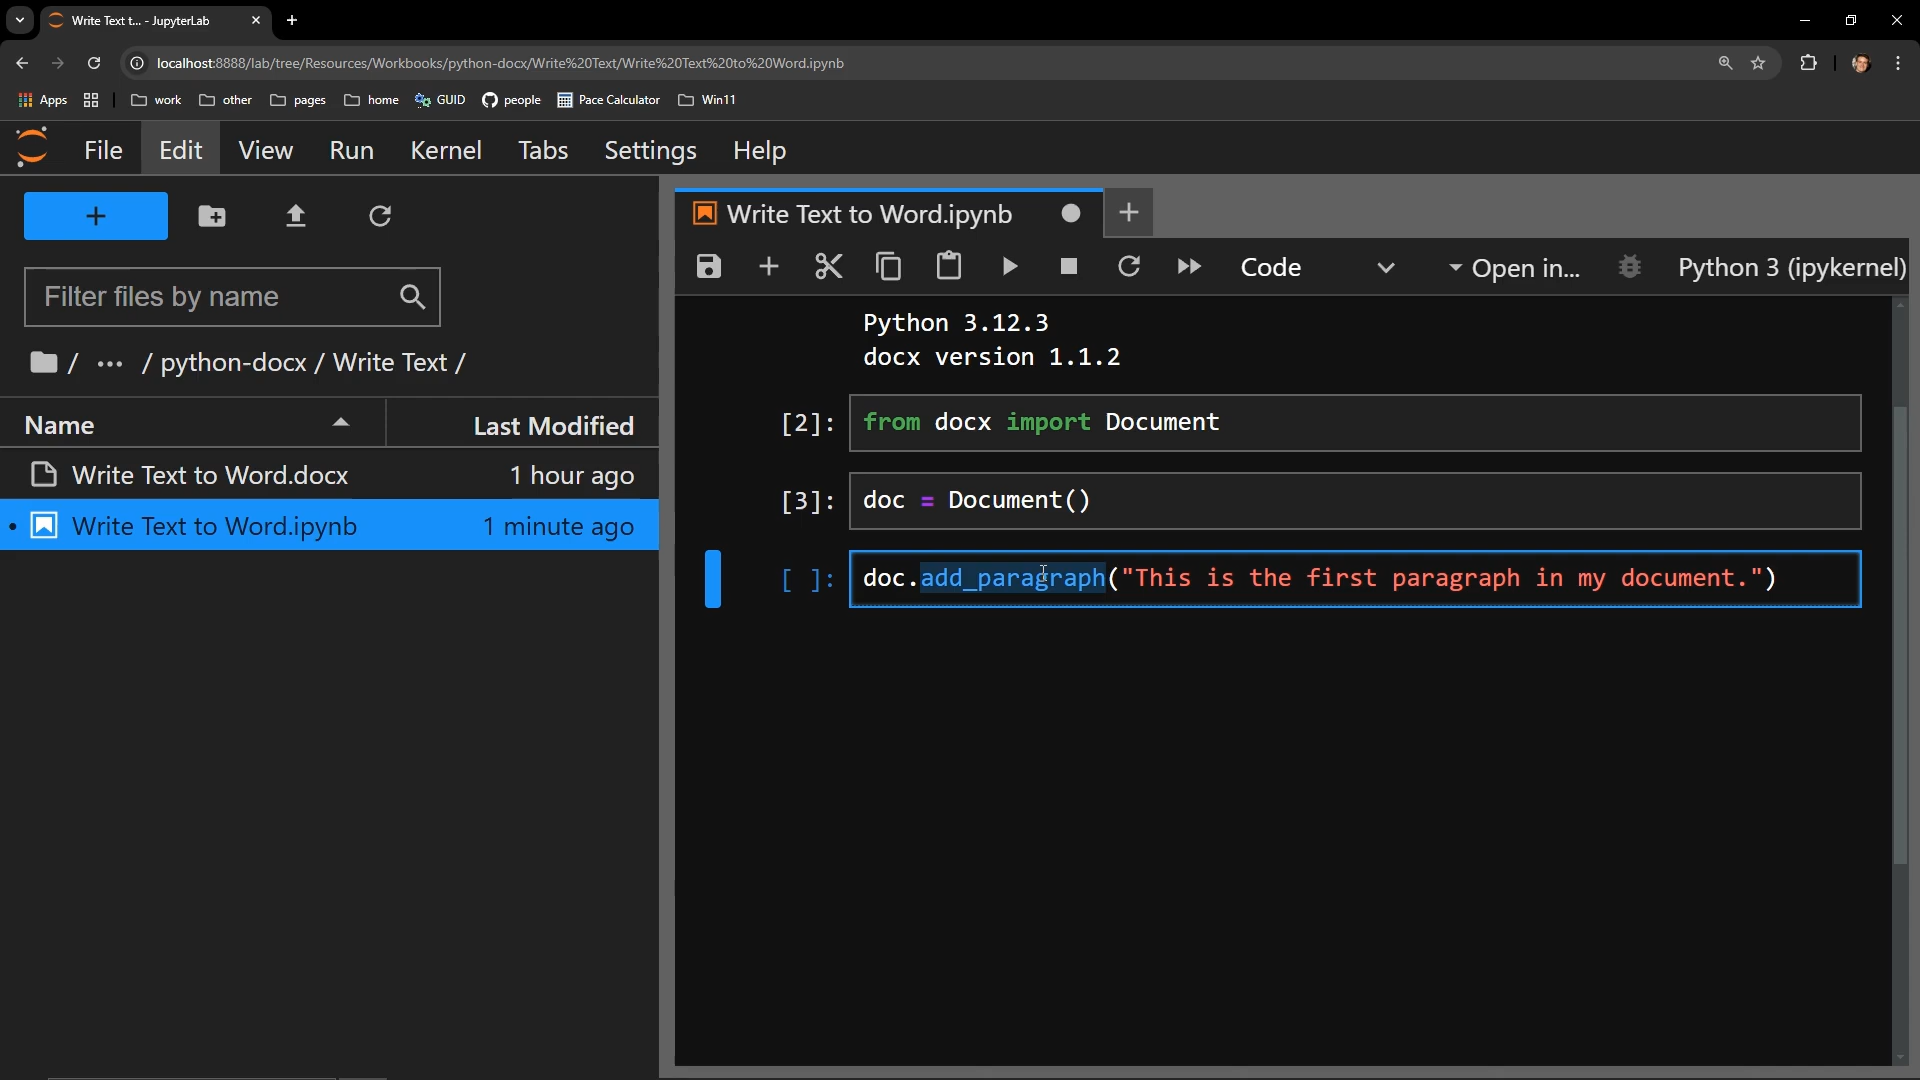 Write Text t... - JupyterLab
localhost:8888/lab/tree/Resources/Workbooks/python-docx/Write%20Text/Write%20Text%20to%20Word.ipynb
Apps work other pages home GUID people Pace Calculator Win11
File Edit View Run Kernel Tabs Settings Help
+
Filter files by name
/ ... / python-docx / Write Text /
Name Last Modified
Write Text to Word.docx 1 hour ago
Write Text to Word.ipynb 1 minute ago
Write Text to Word.ipynb
Code Open in... Python 3 (ipykernel)
Python 3.12.3
docx version 1.1.2
[2]: from docx import Document
[3]: doc = Document()
[ ]: doc.add_paragraph("This is the first paragraph in my document.")